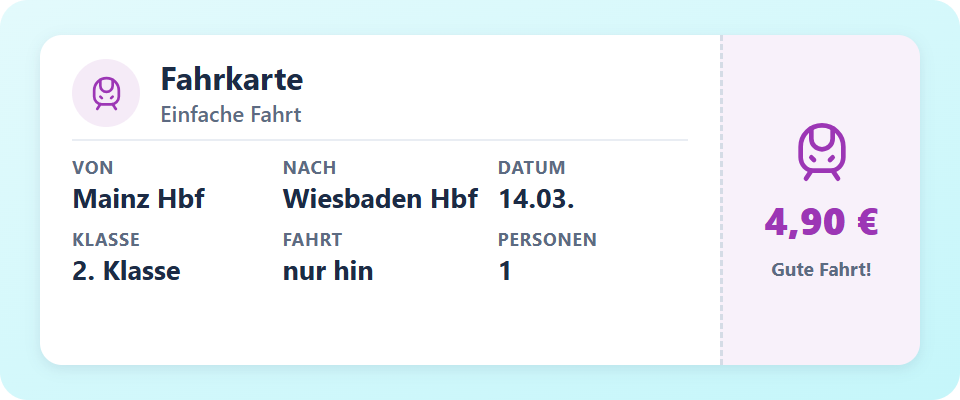 Fahrkarte
Einfache Fahrt
VON NACH DATUM
Mainz Hbf Wiesbaden Hbf 14.03.
KLASSE FAHRT PERSONEN
2. Klasse nur hin 1
4,90 €
Gute Fahrt!